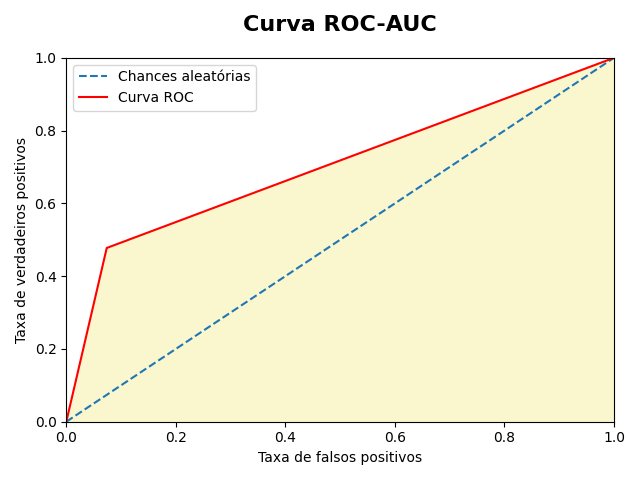 Curva ROC-AUC
Chances aleatórias
Curva ROC
Taxa de verdadeiros positivos
1.0
0.8
0.6
0.4
0.2
0.0
0.0 0.2 0.4 0.6 0.8 1.0
Taxa de falsos positivos